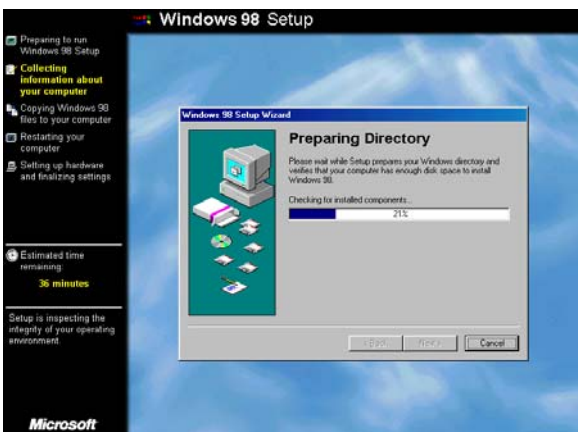 Windows 98 Setup
Preparing to run
Windows 98 Setup
Collecting
information about
your computer
Copying Windows 98
files to your computer
Restarting your
computer
Setting up hardware
and finalizing settings
Estimated time
remaining:
36 minutes
Setup is inspecting the
integrity of your operating
environment.
Microsoft
Windows 98 Setup Wizard
Preparing Directory
Please wait while Setup prepares your Windows directory and
verifies that your computer has enough disk space to install
Windows 98.
Checking for installed components...
21%
< Back
Next >
Cancel